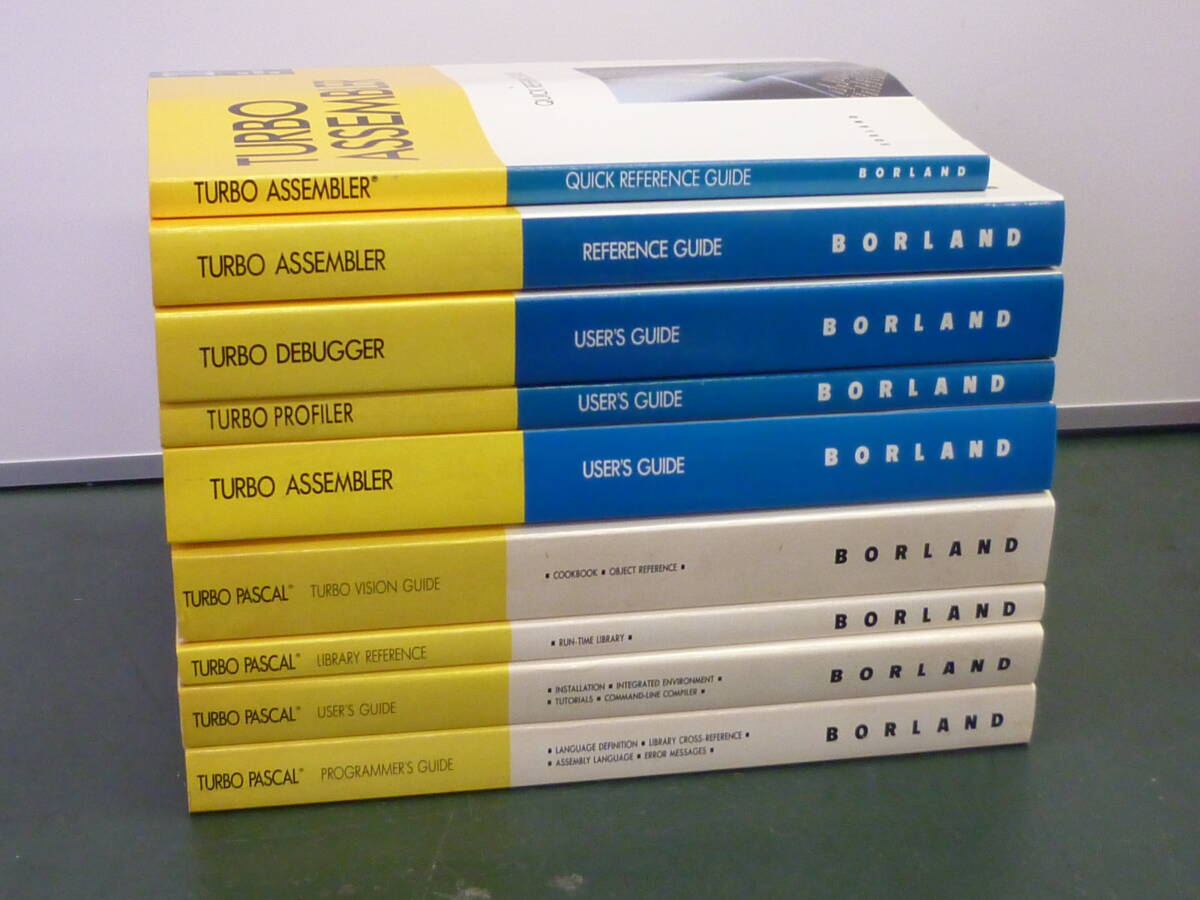 TURBO
ASSEMBLER
BORLAND
TURBO ASSEMBLER® QUICK REFERENCE GUIDE BORLAND
TURBO ASSEMBLER REFERENCE GUIDE BORLAND
TURBO DEBUGGER USER'S GUIDE BORLAND
TURBO PROFILER USER'S GUIDE BORLAND
TURBO ASSEMBLER USER'S GUIDE BORLAND
TURBO PASCAL® TURBO VISION GUIDE ▪ COOKBOOK ▪ OBJECT REFERENCE ▪ BORLAND
TURBO PASCAL® LIBRARY REFERENCE ▪ RUN-TIME LIBRARY ▪ BORLAND
TURBO PASCAL® USER'S GUIDE ▪ INSTALLATION ▪ INTEGRATED ENVIRONMENT ▪
▪ TUTORIALS ▪ COMMAND-LINE COMPILER ▪ BORLAND
TURBO PASCAL® PROGRAMMER'S GUIDE ▪ LANGUAGE DEFINITION ▪ LIBRARY CROSS-REFERENCE ▪
▪ ASSEMBLY LANGUAGE ▪ ERROR MESSAGES ▪ BORLAND